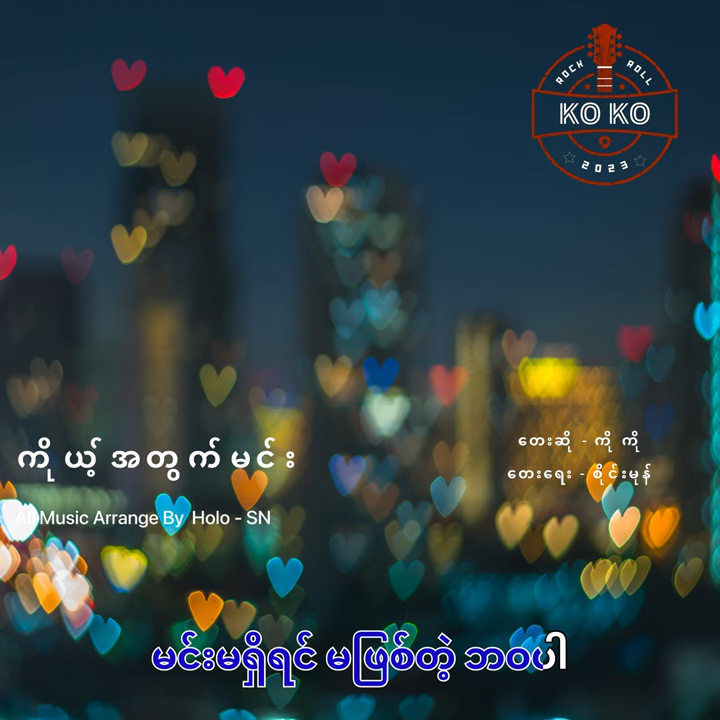 ROCK ROLL
KO KO
2023
ကိုယ့်အတွက်မင်း
တေးဆို - ကို ကို
တေးရေး - စိုင်းမုန်
All Music Arrange By Holo - SN
မင်းမရှိရင် မဖြစ်တဲ့ ဘဝပါ